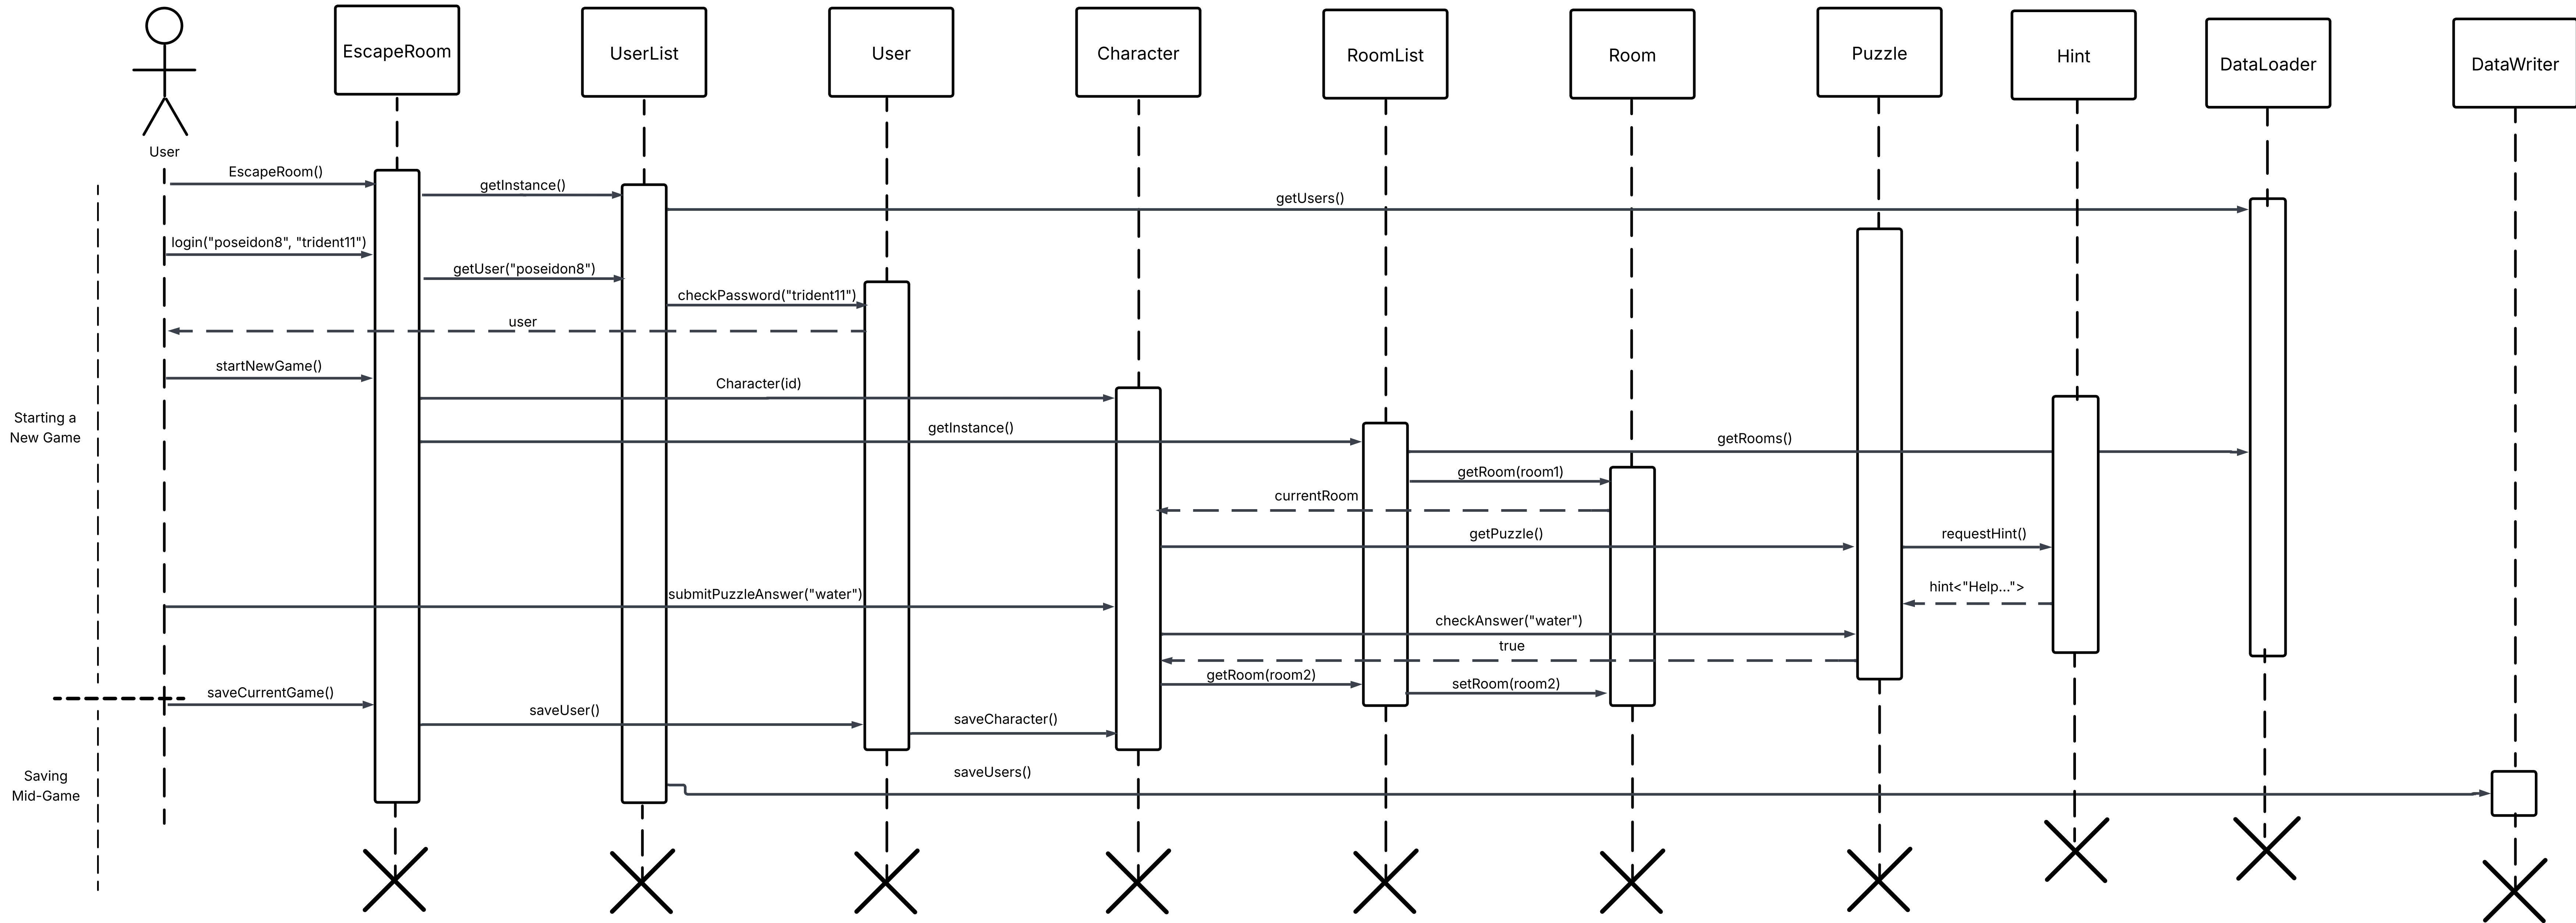 EscapeRoom
UserList
User
Character
RoomList
Room
Puzzle
Hint
DataLoader
DataWriter
User
EscapeRoom()
getInstance()
getUsers()
login("poseidon8", "trident11")
getUser("poseidon8")
checkPassword("trident11")
user
startNewGame()
Character(id)
Starting a
New Game
getInstance()
getRooms()
getRoom(room1)
currentRoom
getPuzzle()
requestHint()
hint<"Help...">
submitPuzzleAnswer("water")
checkAnswer("water")
true
getRoom(room2)
setRoom(room2)
saveCurrentGame()
saveUser()
saveCharacter()
saveUsers()
Saving
Mid-Game